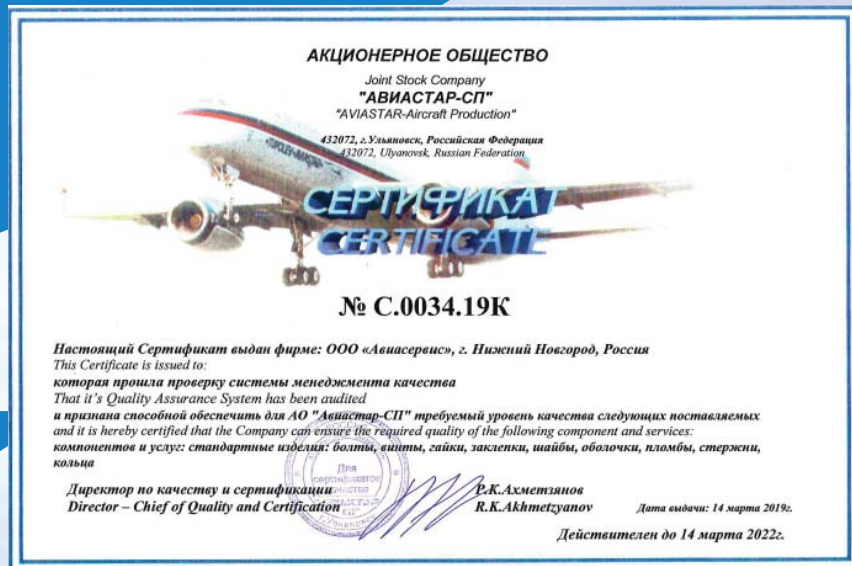 АКЦИОНЕРНОЕ ОБЩЕСТВО
Joint Stock Company
"АВИАСТАР-СП"
"AVIASTAR-Aircraft Production"
432072, г.Ульяновск, Российская Федерация
432072, Ulyanovsk, Russian Federation
СЕРТИФИКАТ
CERTIFICATE
№ С.0034.19К
Настоящий Сертификат выдан фирме: ООО «Авиасервис», г. Нижний Новгород, Россия
This Certificate is issued to:
которая прошла проверку системы менеджмента качества
That it's Quality Assurance System has been audited
и признана способной обеспечить для АО "Авиастар-СП" требуемый уровень качества следующих поставляемых
and it is hereby certified that the Company can ensure the required quality of the following component and services:
компонентов и услуг: стандартные изделия: болты, винты, гайки, заклепки, шайбы, оболочки, пломбы, стержни,
кольца
Для
сертификатов
качества
Директор по качеству и сертификации Р.К.Ахметзянов
Director – Chief of Quality and Certification R.K.Akhmetzyanov Дата выдачи: 14 марта 2019г.
Действителен до 14 марта 2022г.